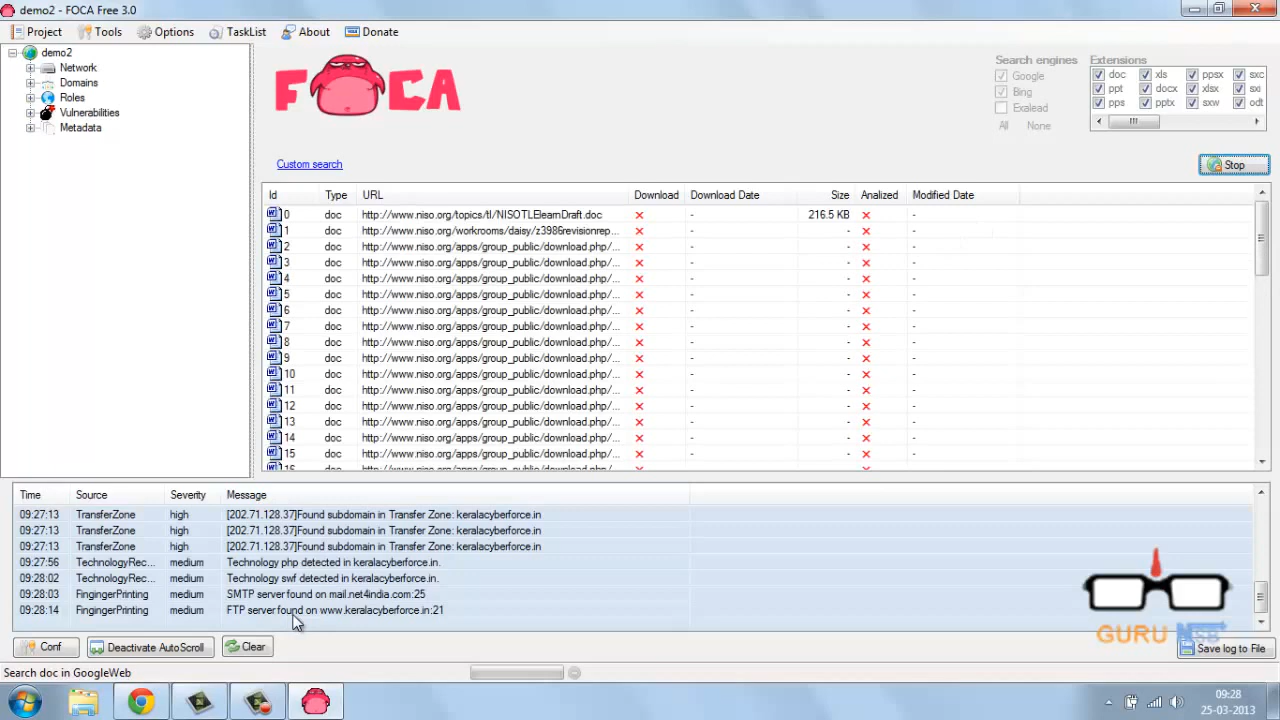 demo2 - FOCA Free 3.0
Project Tools Options TaskList About Donate
demo2
Network
Domains
Roles
Vulnerabilities
Metadata
FOCA
Search engines
Google
Bing
Exalead
All None
Extensions
doc xls ppsx sxc
ppt docx xlsx sxi
pps pptx sxw odt
Custom search
Stop
Id Type URL Download Download Date Size Analized Modified Date
0 doc http://www.niso.org/topics/tl/NISOTLElearnDraft.doc - 216.5 KB -
1 doc http://www.niso.org/workrooms/daisy/z3986revisionrep... - - -
2 doc http://www.niso.org/apps/group_public/download.php/... - - -
3 doc http://www.niso.org/apps/group_public/download.php/... - - -
4 doc http://www.niso.org/apps/group_public/download.php/... - - -
5 doc http://www.niso.org/apps/group_public/download.php/... - - -
6 doc http://www.niso.org/apps/group_public/download.php/... - - -
7 doc http://www.niso.org/apps/group_public/download.php/... - - -
8 doc http://www.niso.org/apps/group_public/download.php/... - - -
9 doc http://www.niso.org/apps/group_public/download.php/... - - -
10 doc http://www.niso.org/apps/group_public/download.php/... - - -
11 doc http://www.niso.org/apps/group_public/download.php/... - - -
12 doc http://www.niso.org/apps/group_public/download.php/... - - -
13 doc http://www.niso.org/apps/group_public/download.php/... - - -
14 doc http://www.niso.org/apps/group_public/download.php/... - - -
15 doc http://www.niso.org/apps/group_public/download.php/... - - -
Time Source Severity Message
09:27:13 TransferZone high [202.71.128.37]Found subdomain in Transfer Zone: keralacyberforce.in
09:27:13 TransferZone high [202.71.128.37]Found subdomain in Transfer Zone: keralacyberforce.in
09:27:13 TransferZone high [202.71.128.37]Found subdomain in Transfer Zone: keralacyberforce.in
09:27:56 TechnologyRec... medium Technology php detected in keralacyberforce.in.
09:28:02 TechnologyRec... medium Technology swf detected in keralacyberforce.in.
09:28:03 FingingerPrinting medium SMTP server found on mail.net4india.com:25
09:28:14 FingingerPrinting medium FTP server found on www.keralacyberforce.in:21
GURU
Conf Deactivate AutoScroll Clear Save log to File
Search doc in GoogleWeb
09:28
25-03-2013